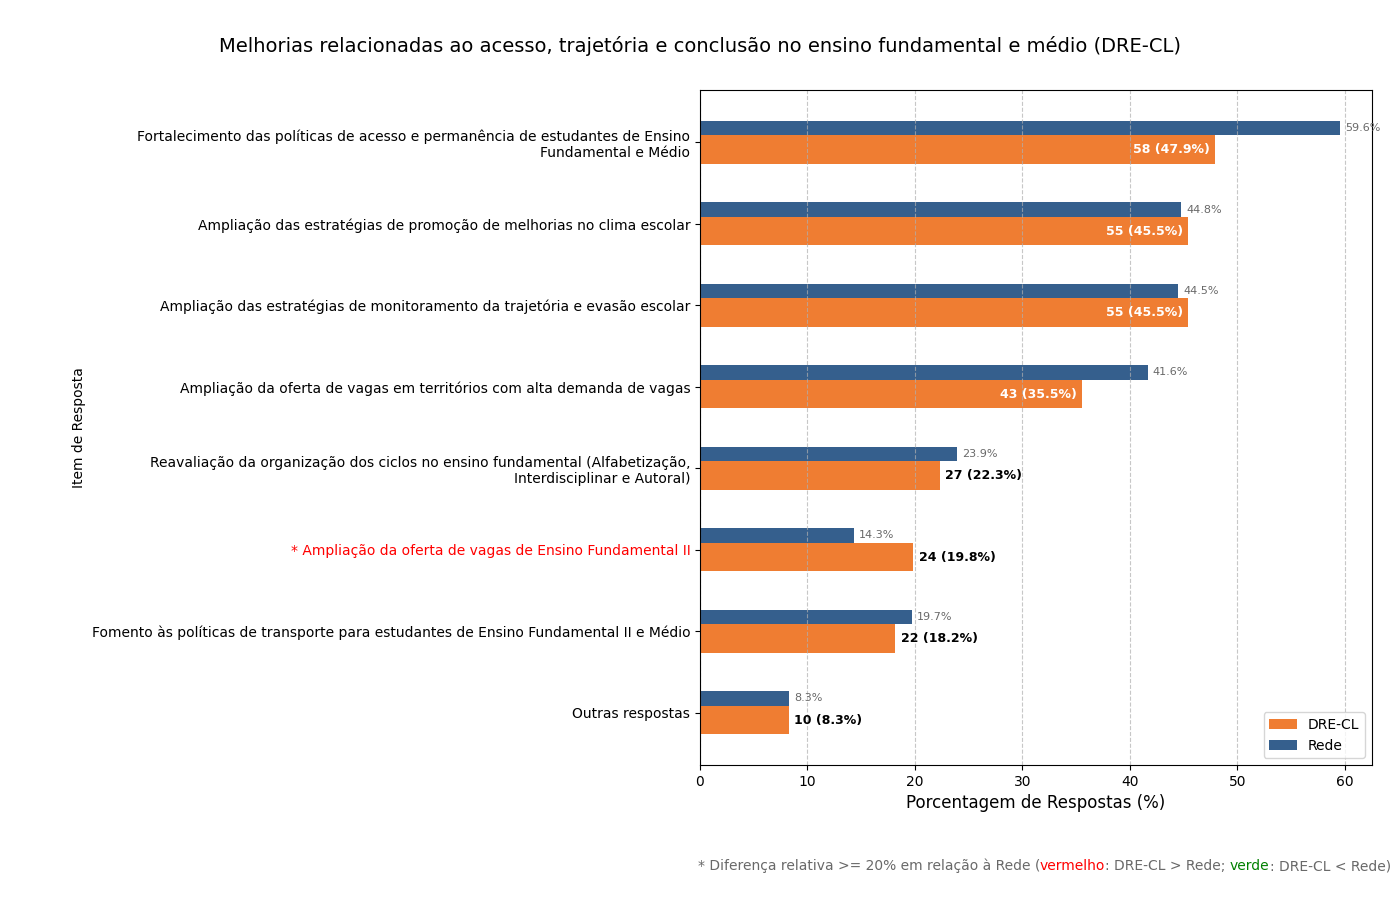 Melhorias relacionadas ao acesso, trajetória e conclusão no ensino fundamental e médio (DRE-CL)
Item de Resposta
Fortalecimento das políticas de acesso e permanência de estudantes de Ensino
Fundamental e Médio
59.6%
58 (47.9%)
Ampliação das estratégias de promoção de melhorias no clima escolar
44.8%
55 (45.5%)
Ampliação das estratégias de monitoramento da trajetória e evasão escolar
44.5%
55 (45.5%)
Ampliação da oferta de vagas em territórios com alta demanda de vagas
41.6%
43 (35.5%)
Reavaliação da organização dos ciclos no ensino fundamental (Alfabetização,
Interdisciplinar e Autoral)
23.9%
27 (22.3%)
* Ampliação da oferta de vagas de Ensino Fundamental II
14.3%
24 (19.8%)
Fomento às políticas de transporte para estudantes de Ensino Fundamental II e Médio
19.7%
22 (18.2%)
Outras respostas
8.3%
10 (8.3%)
DRE-CL
Rede
0 10 20 30 40 50 60
Porcentagem de Respostas (%)
* Diferença relativa >= 20% em relação à Rede (vermelho: DRE-CL > Rede; verde: DRE-CL < Rede)